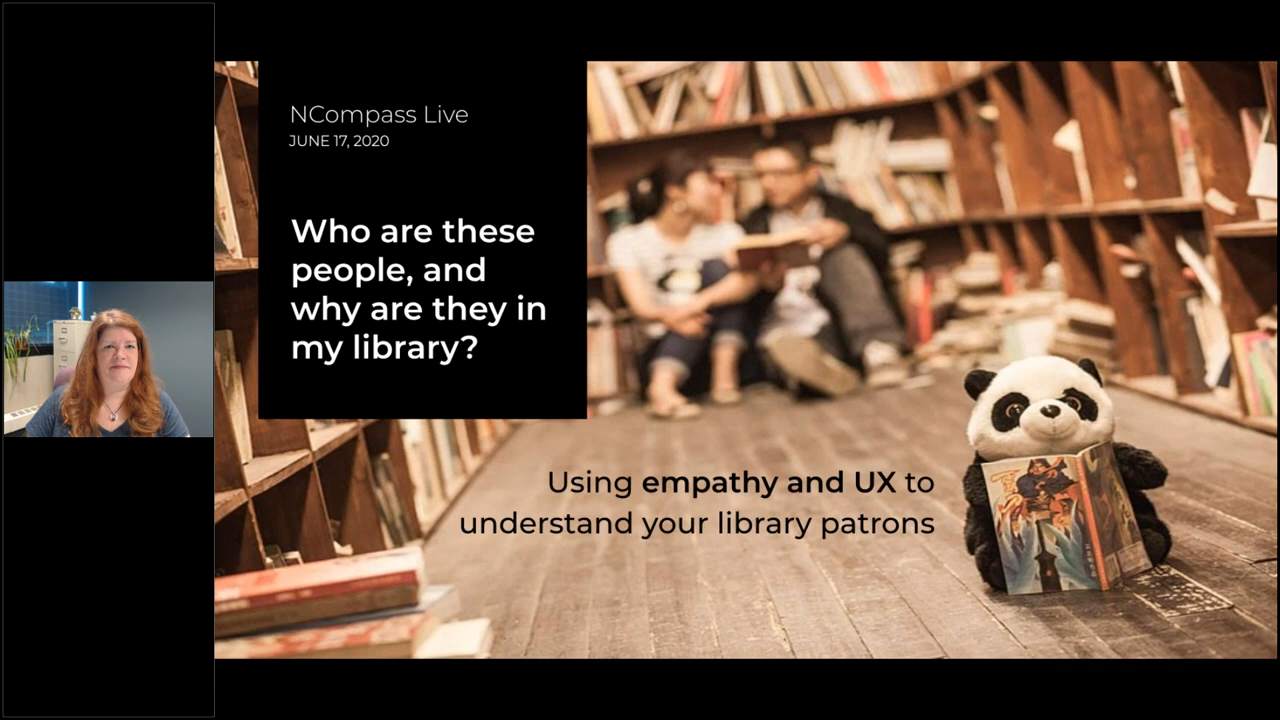 NCompass Live
JUNE 17, 2020
Who are these
people, and
why are they in
my library?
Using empathy and UX to
understand your library patrons